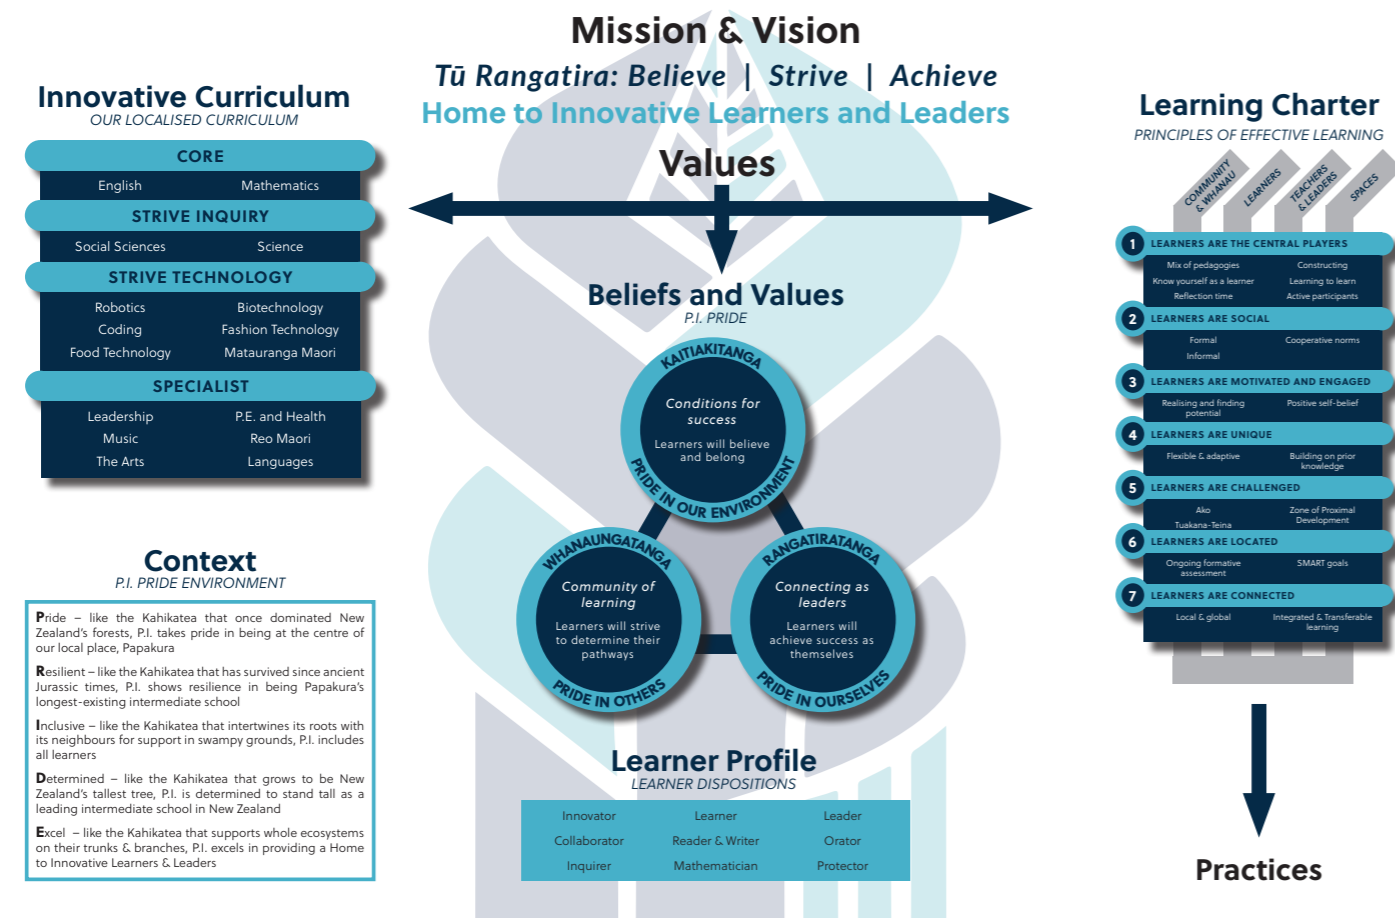 Mission & Vision
Tū Rangatira: Believe | Strive | Achieve
Home to Innovative Learners and Leaders
Values
Innovative Curriculum
OUR LOCALISED CURRICULUM
CORE
English Mathematics
STRIVE INQUIRY
Social Sciences Science
STRIVE TECHNOLOGY
Robotics Biotechnology
Coding Fashion Technology
Food Technology Matauranga Maori
SPECIALIST
Leadership P.E. and Health
Music Reo Maori
The Arts Languages
Context
P.I. PRIDE ENVIRONMENT
Pride – like the Kahikatea that once dominated New
Zealand's forests, P.I. takes pride in being at the centre of
our local place, Papakura
Resilient – like the Kahikatea that has survived since ancient
Jurassic times, P.I. shows resilience in being Papakura's
longest-existing intermediate school
Inclusive – like the Kahikatea that intertwines its roots with
its neighbours for support in swampy grounds, P.I. includes
all learners
Determined – like the Kahikatea that grows to be New
Zealand's tallest tree, P.I. is determined to stand tall as a
leading intermediate school in New Zealand
Excel – like the Kahikatea that supports whole ecosystems
on their trunks & branches, P.I. excels in providing a Home
to Innovative Learners & Leaders
Beliefs and Values
P.I. PRIDE
KAITIAKITANGA
Conditions for
success
Learners will believe
and belong
PRIDE IN OUR ENVIRONMENT
WHANAUNGATANGA
Community of
learning
Learners will strive
to determine their
pathways
PRIDE IN OTHERS
RANGATIRATANGA
Connecting as
leaders
Learners will
achieve success as
themselves
PRIDE IN OURSELVES
Learner Profile
LEARNER DISPOSITIONS
Innovator Learner Leader
Collaborator Reader & Writer Orator
Inquirer Mathematician Protector
Learning Charter
PRINCIPLES OF EFFECTIVE LEARNING
COMMUNITY
& WHANAU
LEARNERS
TEACHERS
& LEADERS
SPACES
1 LEARNERS ARE THE CENTRAL PLAYERS
Mix of pedagogies Constructing
Know yourself as a learner Learning to learn
Reflection time Active participants
2 LEARNERS ARE SOCIAL
Formal Cooperative norms
Informal
3 LEARNERS ARE MOTIVATED AND ENGAGED
Realising and finding Positive self-belief
potential
4 LEARNERS ARE UNIQUE
Flexible & adaptive Building on prior
knowledge
5 LEARNERS ARE CHALLENGED
Ako Zone of Proximal
Development
Tuakana-Teina
6 LEARNERS ARE LOCATED
Ongoing formative SMART goals
assessment
7 LEARNERS ARE CONNECTED
Local & global Integrated & Transferable
learning
Practices